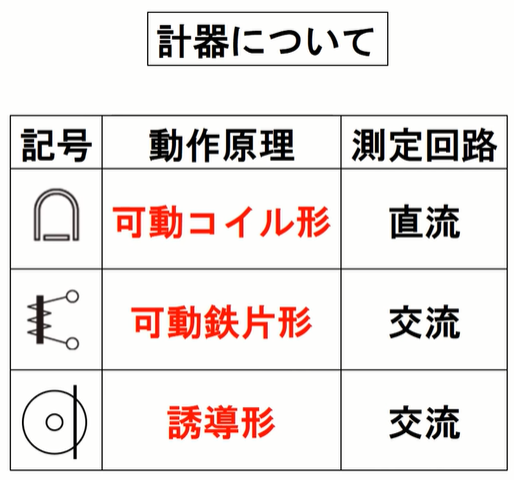 計器について
記号 動作原理 測定回路
可動コイル形 直流
可動鉄片形 交流
誘導形 交流